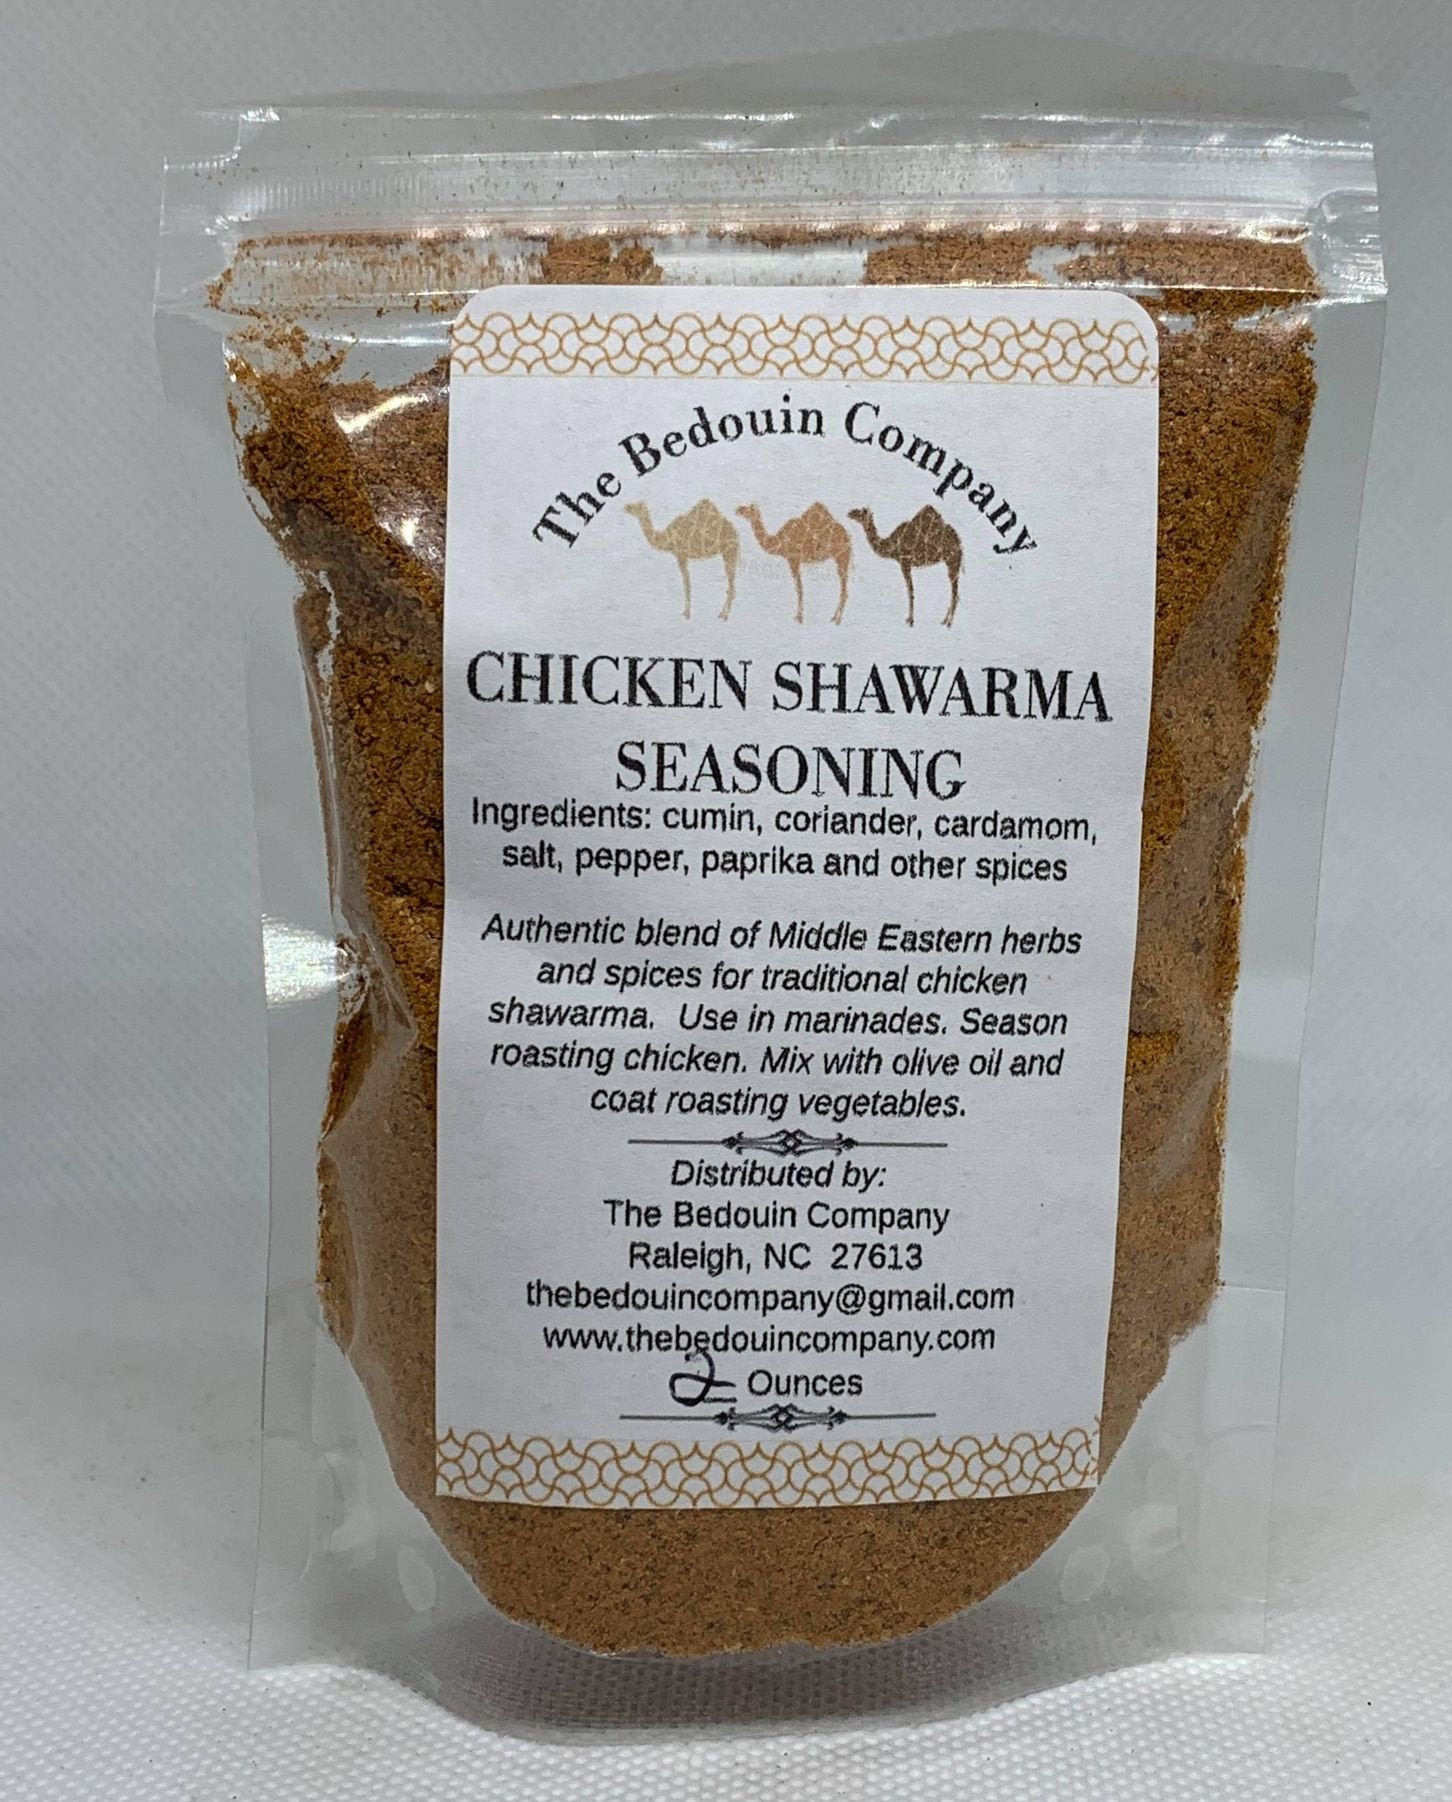 The Bedouin Company
CHICKEN SHAWARMA
SEASONING
Ingredients: cumin, coriander, cardamom,
salt, pepper, paprika and other spices
Authentic blend of Middle Eastern herbs
and spices for traditional chicken
shawarma.  Use in marinades. Season
roasting chicken. Mix with olive oil and
coat roasting vegetables.
Distributed by:
The Bedouin Company
Raleigh, NC  27613
thebedouincompany@gmail.com
www.thebedouincompany.com
2 Ounces